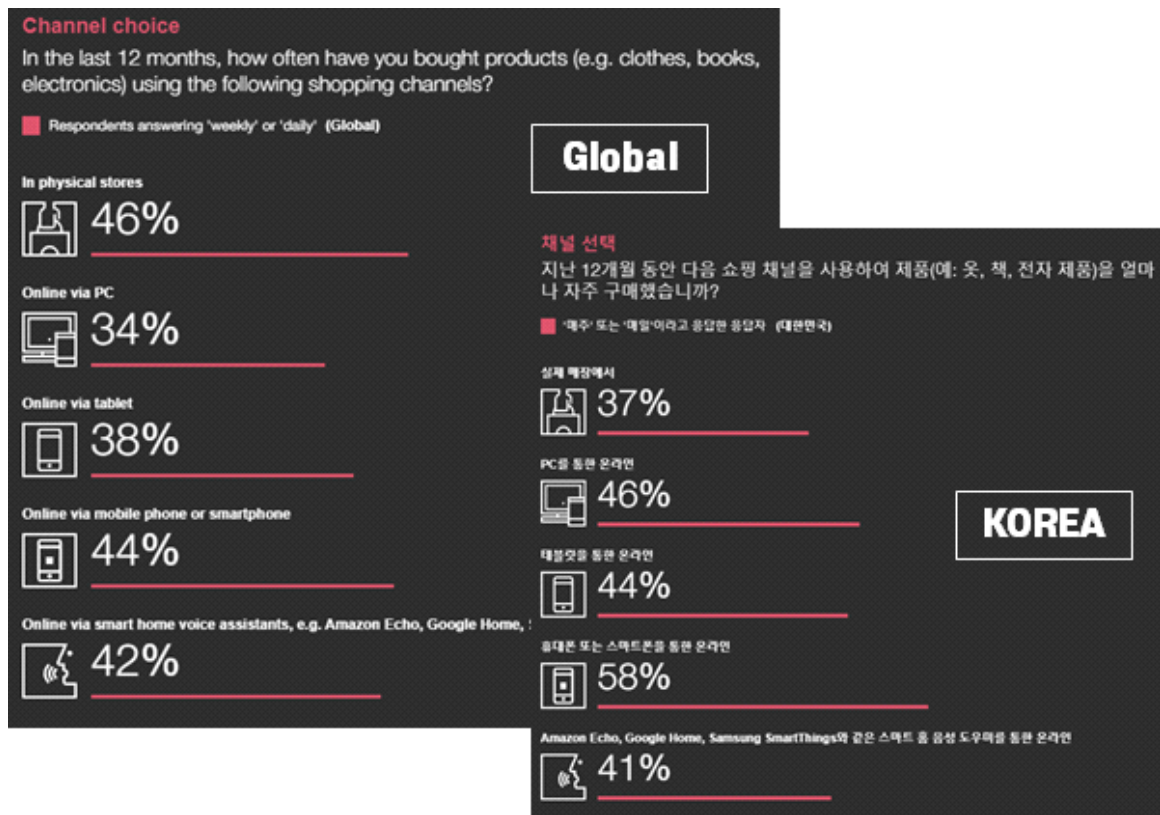 Channel choice
In the last 12 months, how often have you bought products (e.g. clothes, books,
electronics) using the following shopping channels?
Respondents answering 'weekly' or 'daily' (Global)
Global
In physical stores
46%
Online via PC
34%
Online via tablet
38%
Online via mobile phone or smartphone
44%
Online via smart home voice assistants, e.g. Amazon Echo, Google Home,
42%
채널 선택
지난 12개월 동안 다음 쇼핑 채널을 사용하여 제품(예: 옷, 책, 전자 제품)을 얼마
나 자주 구매했습니까?
'매주' 또는 '매일'이라고 응답한 응답자 (대한민국)
KOREA
실제 매장에서
37%
PC를 통한 온라인
46%
태블릿을 통한 온라인
44%
휴대폰 또는 스마트폰을 통한 온라인
58%
Amazon Echo, Google Home, Samsung SmartThings와 같은 스마트 홈 음성 도우미를 통한 온라인
41%